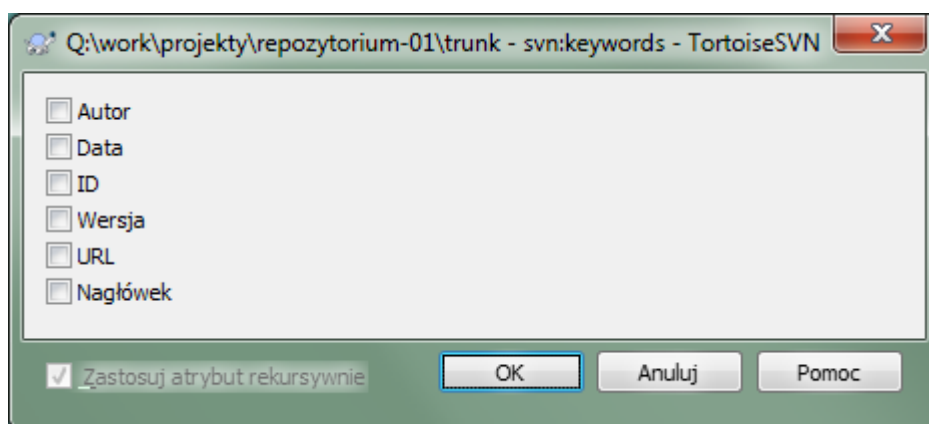 Q:\work\projekty\repozytorium-01\trunk - svn:keywords - TortoiseSVN
Autor
Data
ID
Wersja
URL
Nagłówek
Zastosuj atrybut rekursywnie OK Anuluj Pomoc